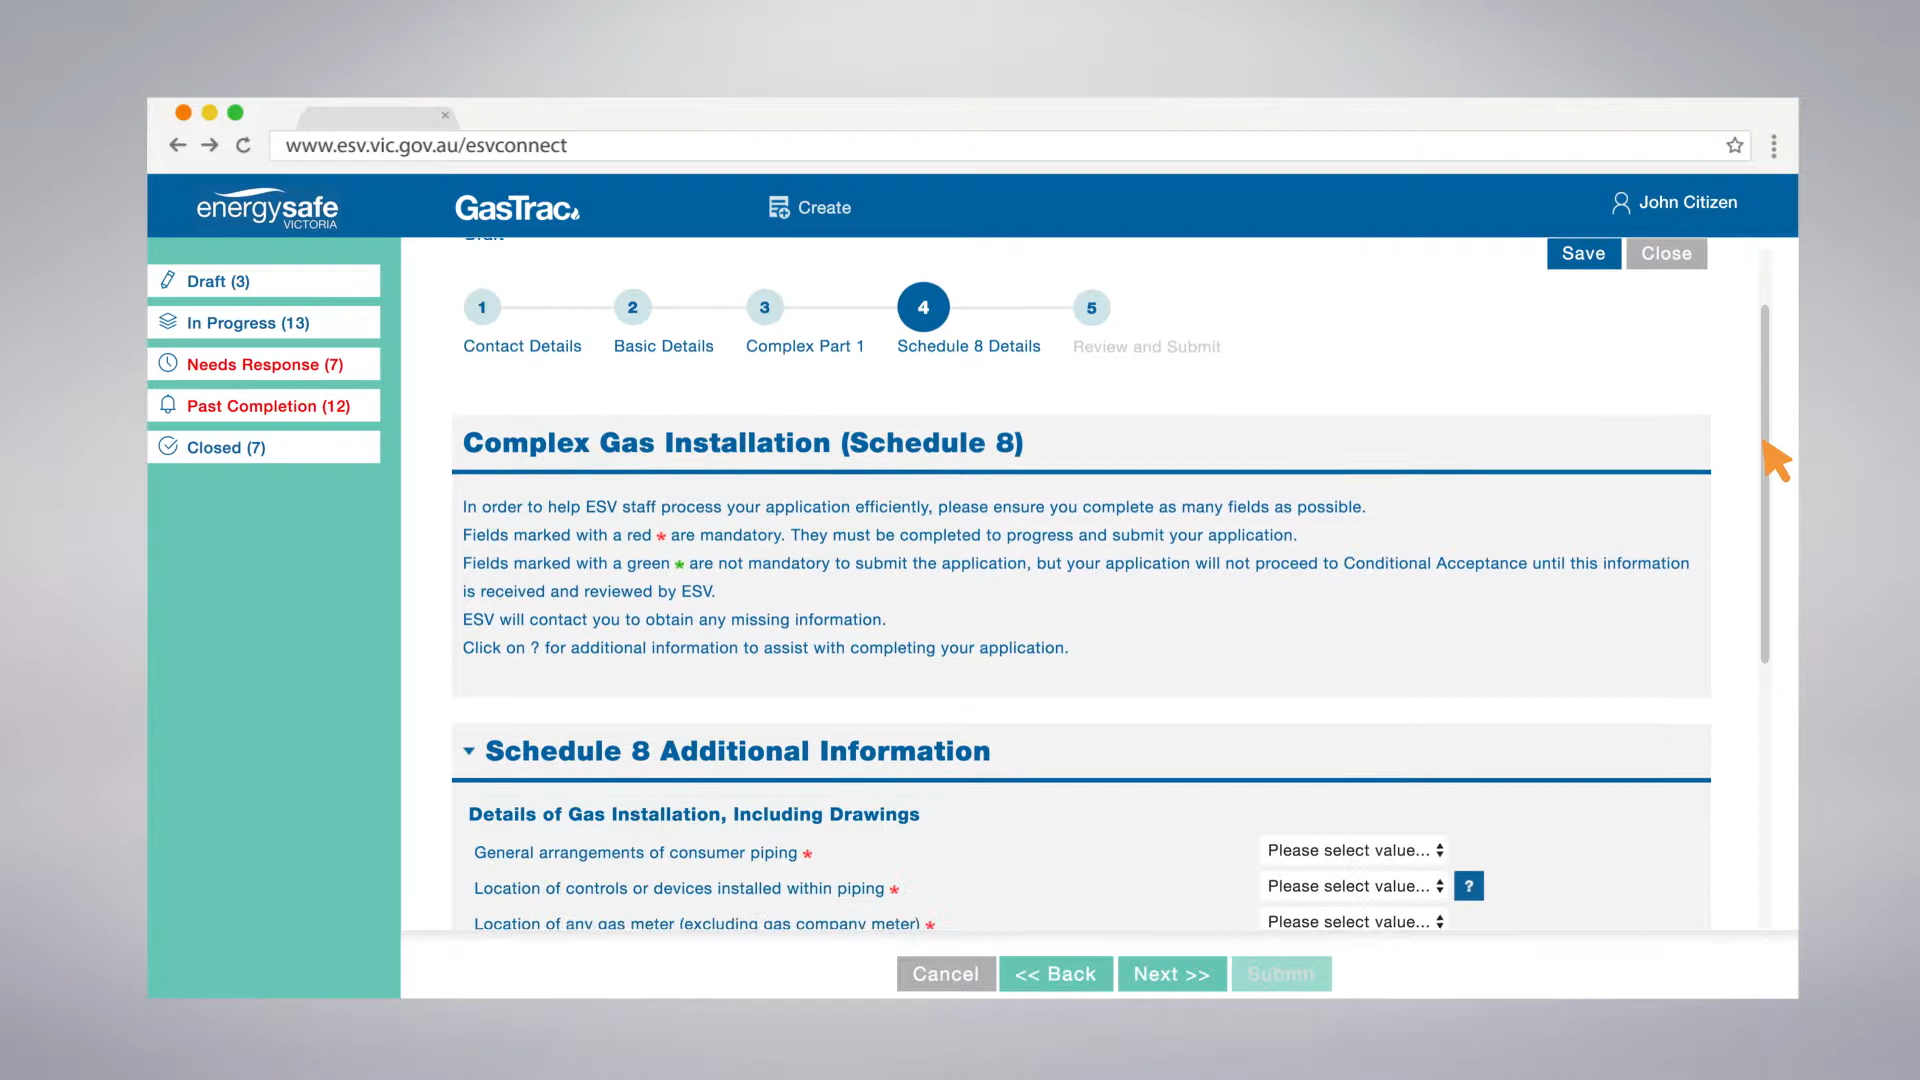 www.esv.vic.gov.au/esvconnect
energysafe
VICTORIA
GasTrac
Create
John Citizen
Draft
Save
Close
Draft (3)
In Progress (13)
Needs Response (7)
Past Completion (12)
Closed (7)
1
2
3
4
5
Contact Details
Basic Details
Complex Part 1
Schedule 8 Details
Review and Submit
Complex Gas Installation (Schedule 8)
In order to help ESV staff process your application efficiently, please ensure you complete as many fields as possible.
Fields marked with a red * are mandatory. They must be completed to progress and submit your application.
Fields marked with a green * are not mandatory to submit the application, but your application will not proceed to Conditional Acceptance until this information
is received and reviewed by ESV.
ESV will contact you to obtain any missing information.
Click on ? for additional information to assist with completing your application.
Schedule 8 Additional Information
Details of Gas Installation, Including Drawings
General arrangements of consumer piping *
Please select value...
Location of controls or devices installed within piping *
Please select value...
?
Location of any gas meter (excluding gas company meter) *
Please select value...
Cancel
<< Back
Next >>
Submit